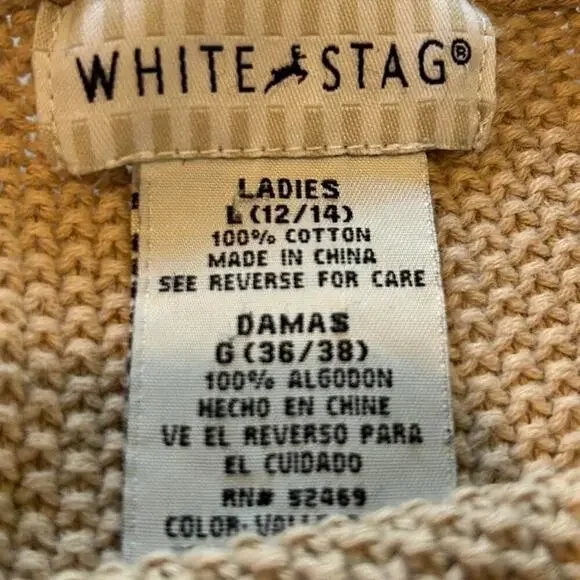 WHITE STAG®
LADIES
L (12/14)
100% COTTON
MADE IN CHINA
SEE REVERSE FOR CARE
DAMAS
G (36/38)
100% ALGODON
HECHO EN CHINE
VE EL REVERSO PARA
EL CUIDADO
RN# 52469
COLOR: